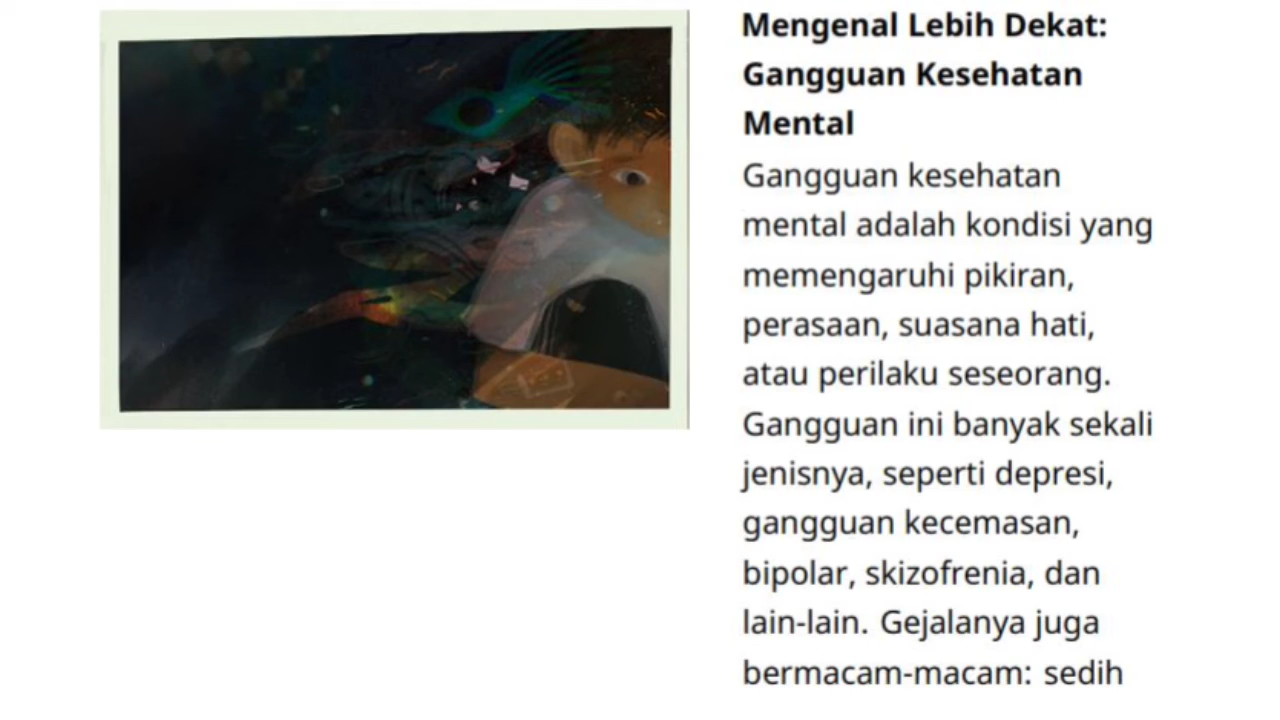 Mengenal Lebih Dekat:
Gangguan Kesehatan
Mental
Gangguan kesehatan
mental adalah kondisi yang
memengaruhi pikiran,
perasaan, suasana hati,
atau perilaku seseorang.
Gangguan ini banyak sekali
jenisnya, seperti depresi,
gangguan kecemasan,
bipolar, skizofrenia, dan
lain-lain. Gejalanya juga
bermacam-macam: sedih